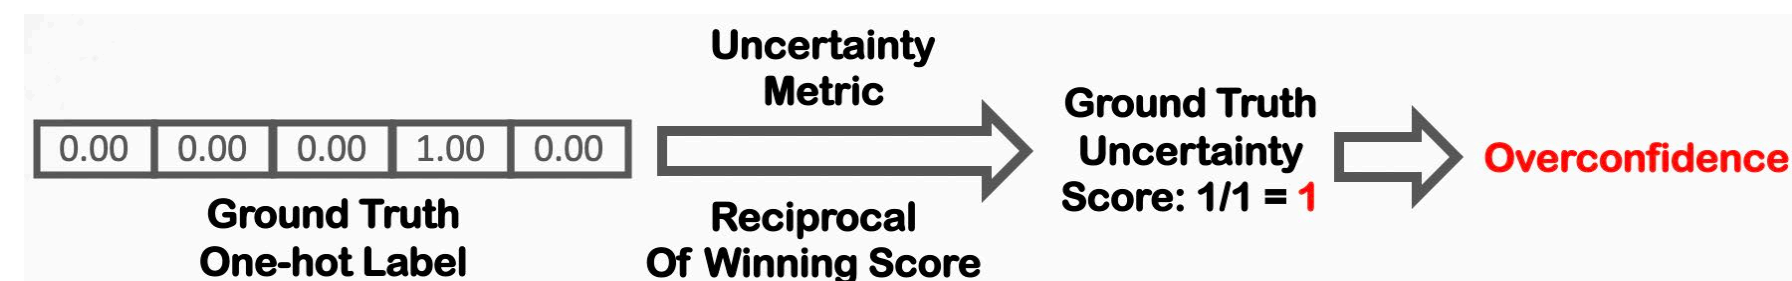 0.00 0.00 0.00 1.00 0.00
Ground Truth
One-hot Label
Uncertainty
Metric
Reciprocal
Of Winning Score
Ground Truth
Uncertainty
Score: 1/1 = 1
Overconfidence